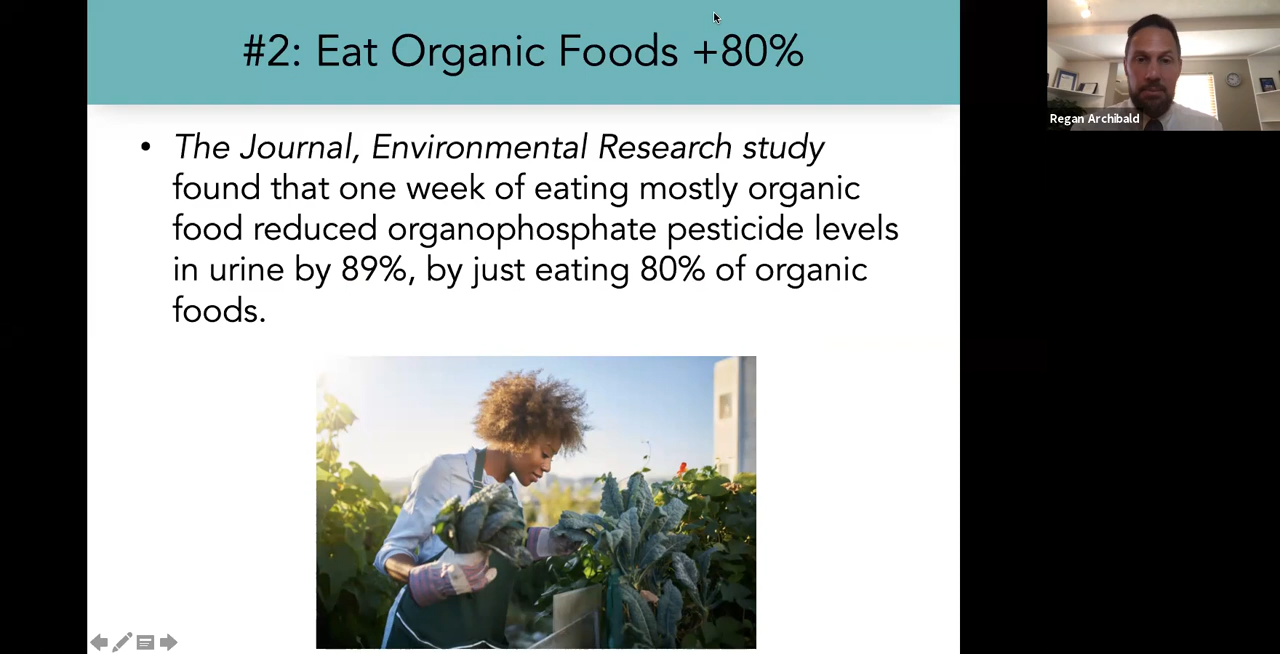 #2: Eat Organic Foods +80%
• The Journal, Environmental Research study
found that one week of eating mostly organic
food reduced organophosphate pesticide levels
in urine by 89%, by just eating 80% of organic
foods.
Regan Archibald